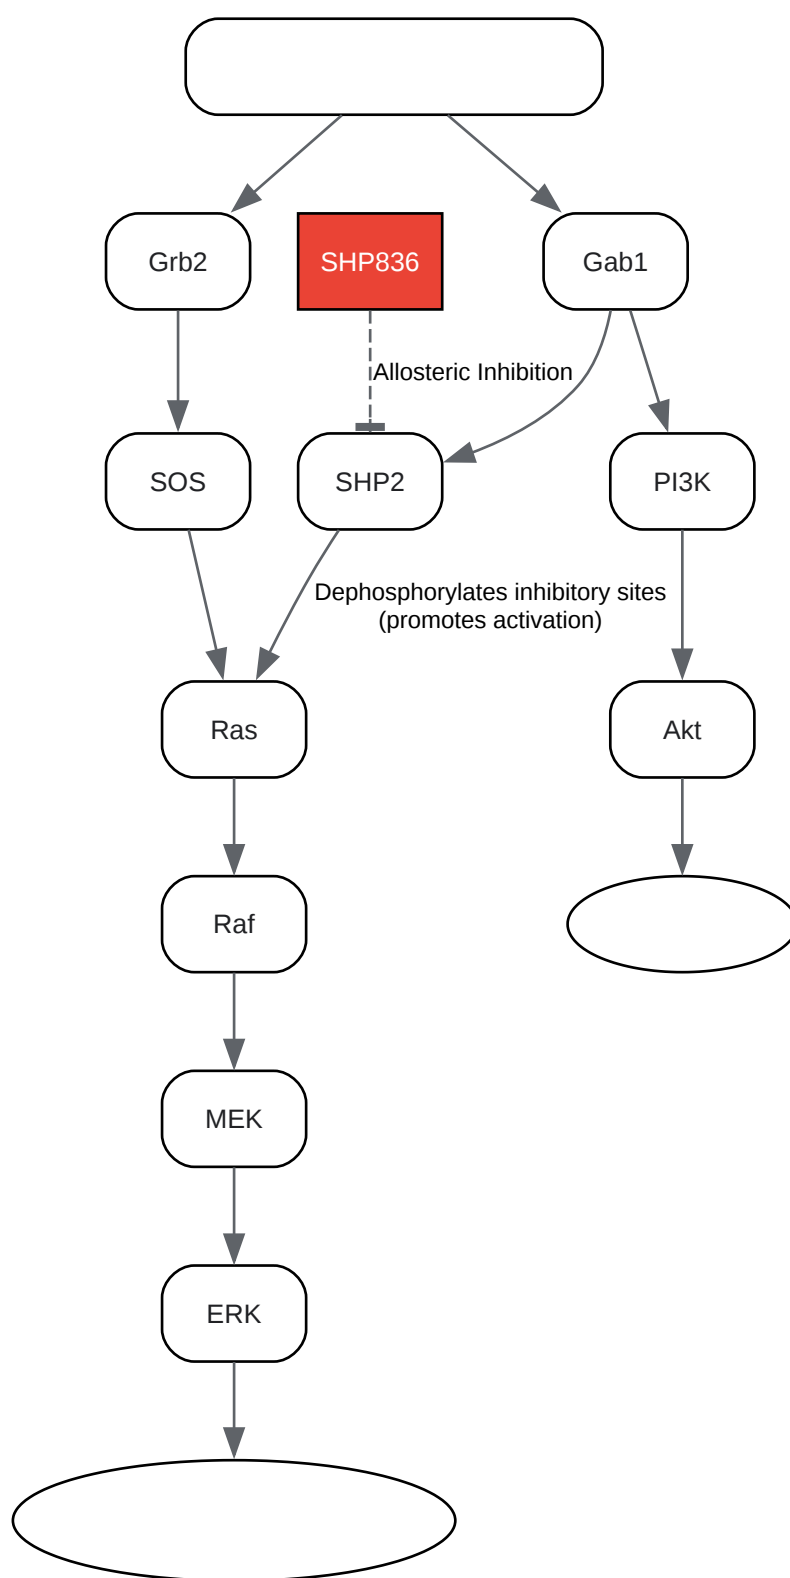 Grb2
SHP836
Gab1
Allosteric Inhibition
SOS
SHP2
PI3K
Dephosphorylates inhibitory sites
(promotes activation)
Ras
Akt
Raf
MEK
ERK